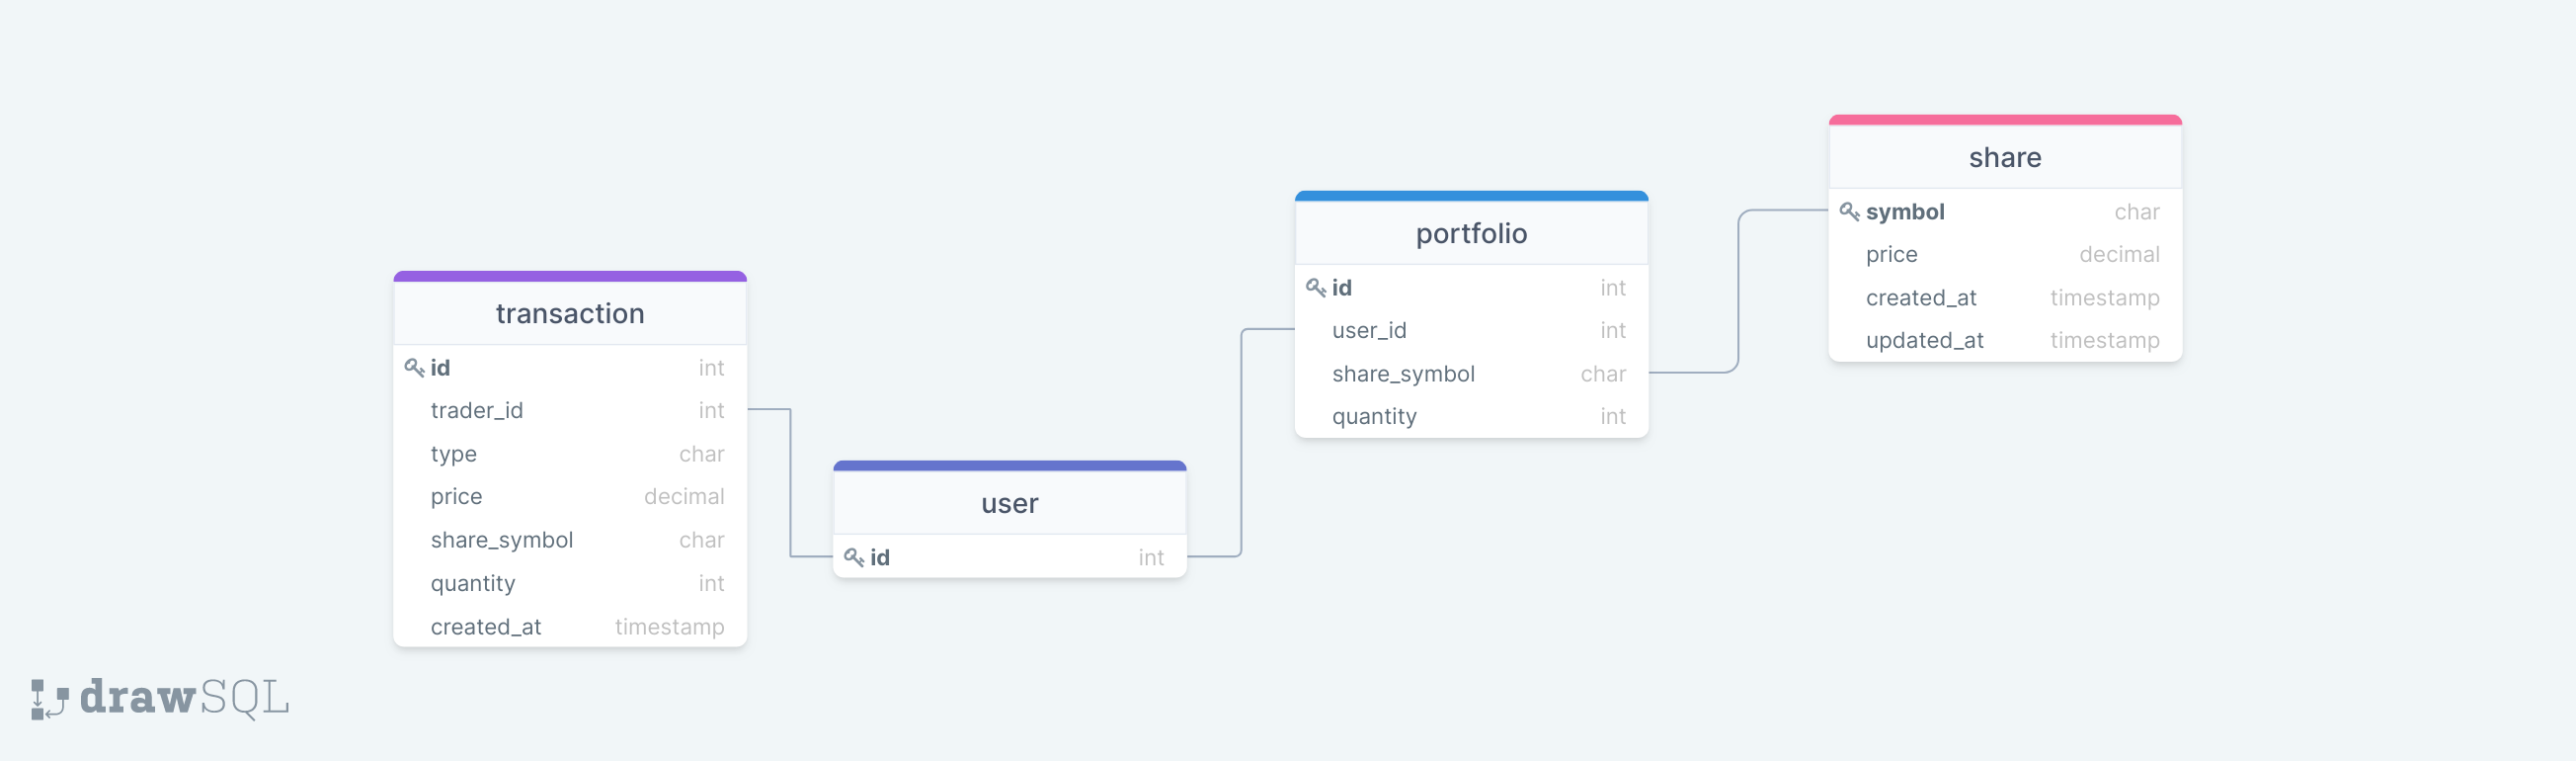 transaction
id int
trader_id int
type char
price decimal
share_symbol char
quantity int
created_at timestamp
user
id int
portfolio
id int
user_id int
share_symbol char
quantity int
share
symbol char
price decimal
created_at timestamp
updated_at timestamp
drawSQL